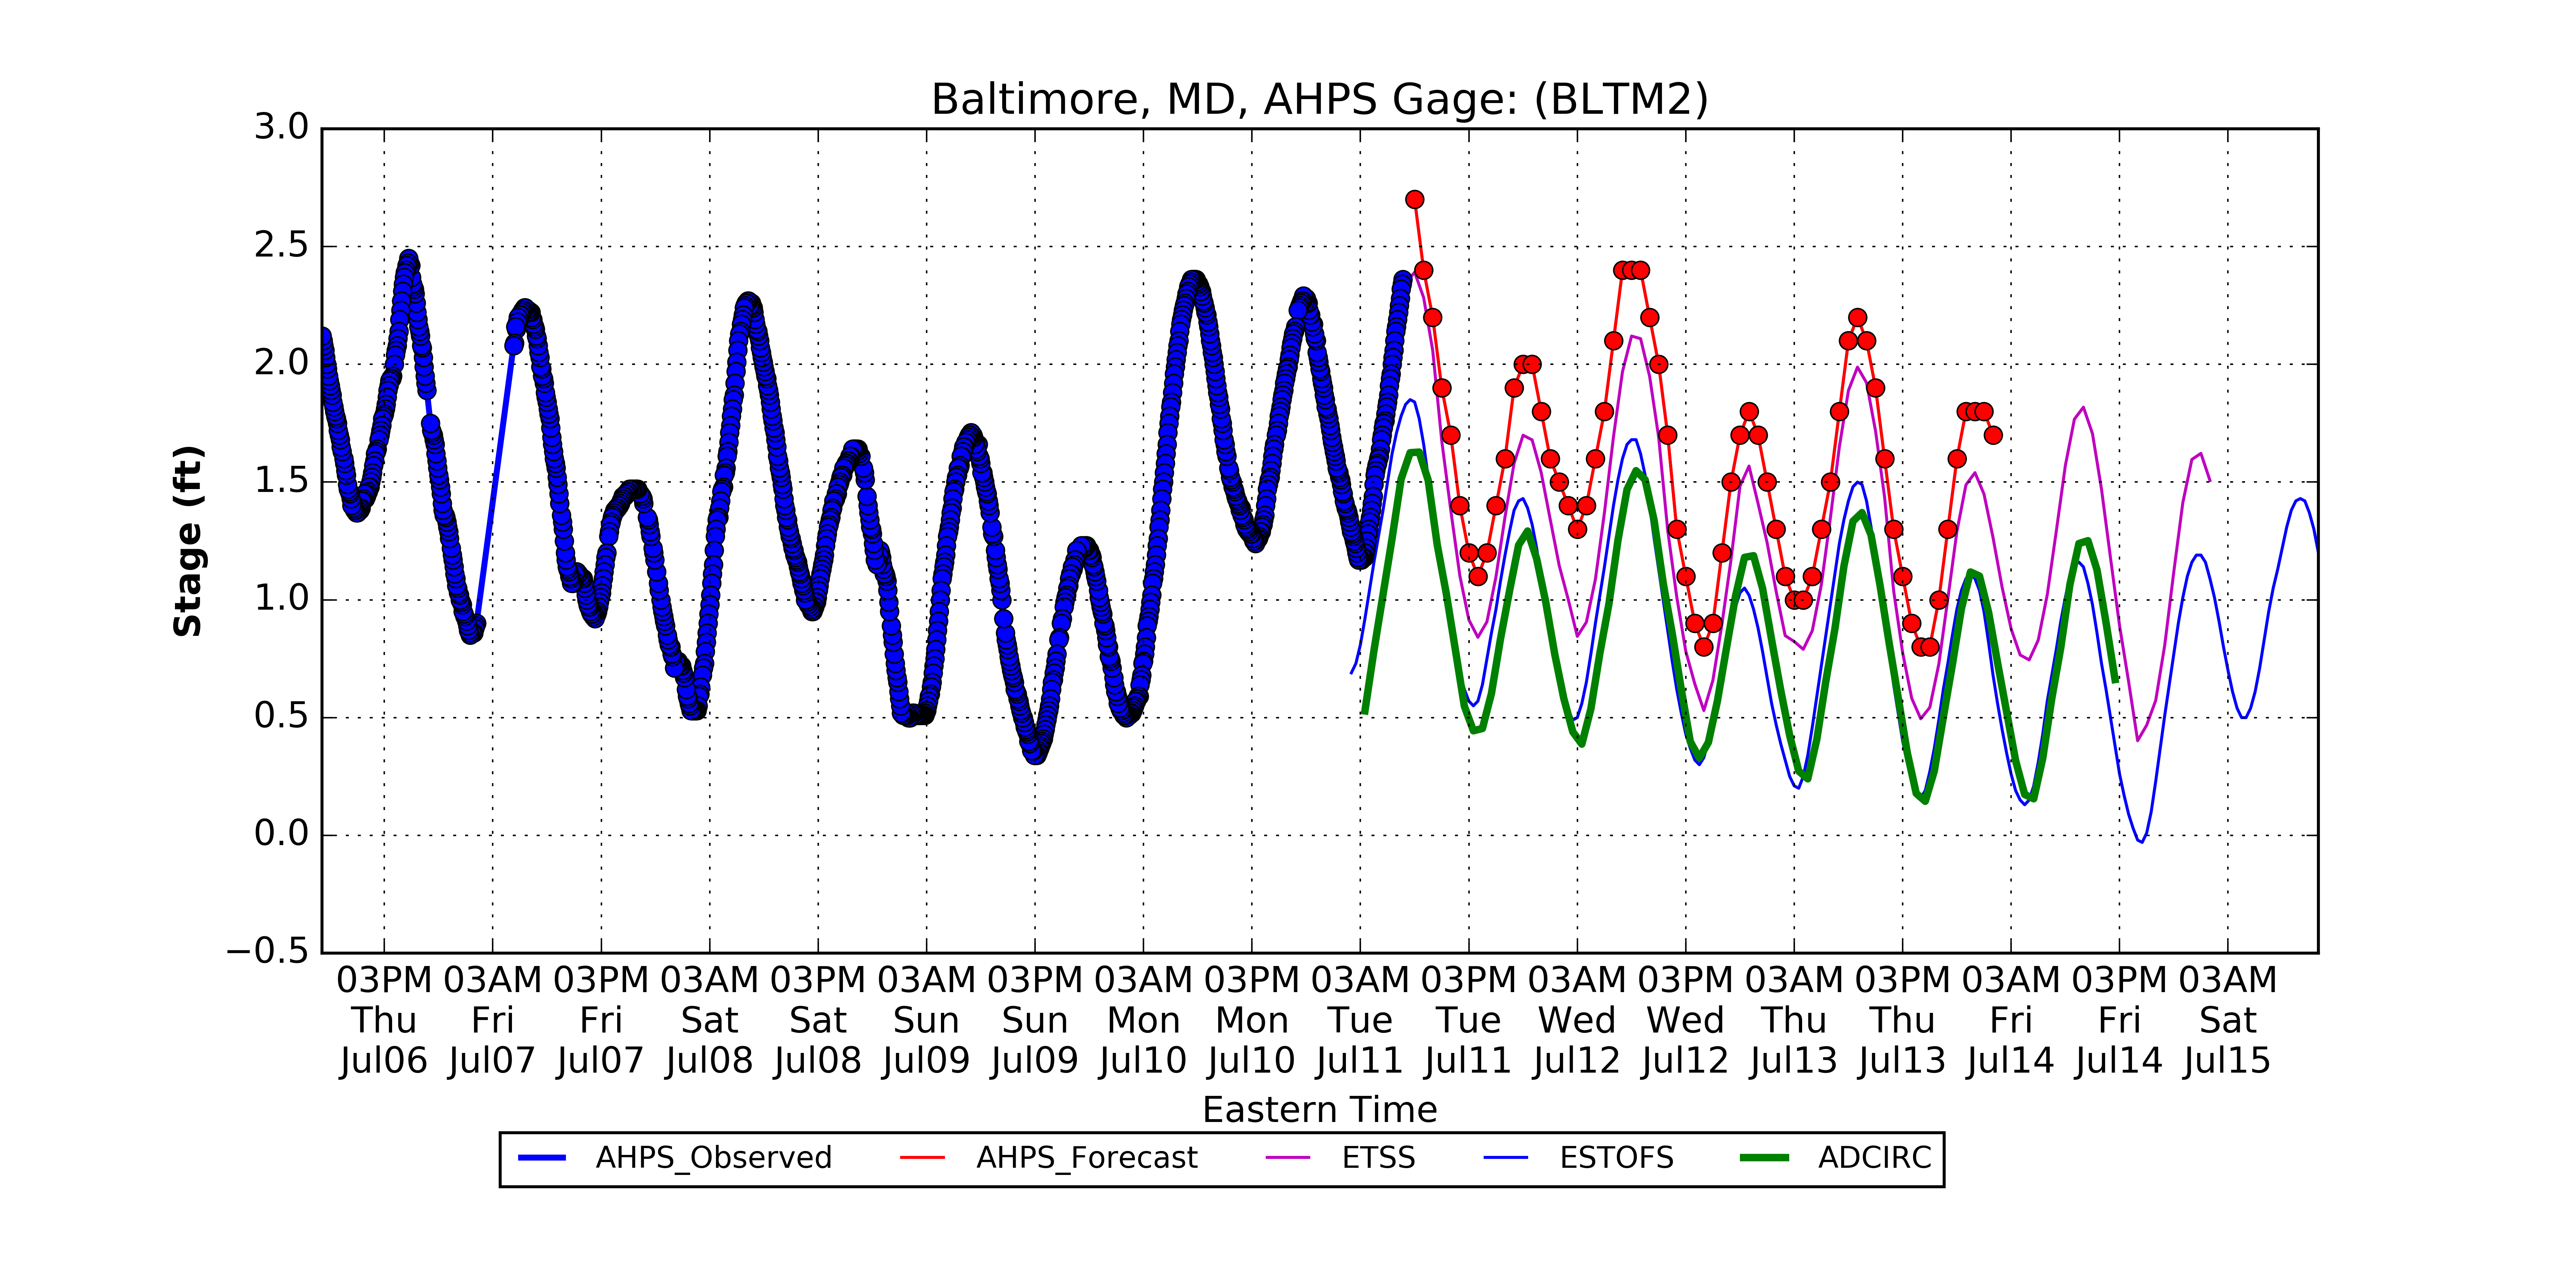 Baltimore, MD, AHPS Gage: (BLTM2)
3.0
2.5
2.0
1.5
1.0
0.5
0.0
−0.5
Stage (ft)
03PM 03AM 03PM 03AM 03PM 03AM 03PM 03AM 03PM 03AM 03PM 03AM 03PM 03AM 03PM 03AM 03PM 03AM
Thu Fri Fri Sat Sat Sun Sun Mon Mon Tue Tue Wed Wed Thu Thu Fri Fri Sat
Jul06 Jul07 Jul07 Jul08 Jul08 Jul09 Jul09 Jul10 Jul10 Jul11 Jul11 Jul12 Jul12 Jul13 Jul13 Jul14 Jul14 Jul15
Eastern Time
AHPS_Observed AHPS_Forecast ETSS ESTOFS ADCIRC